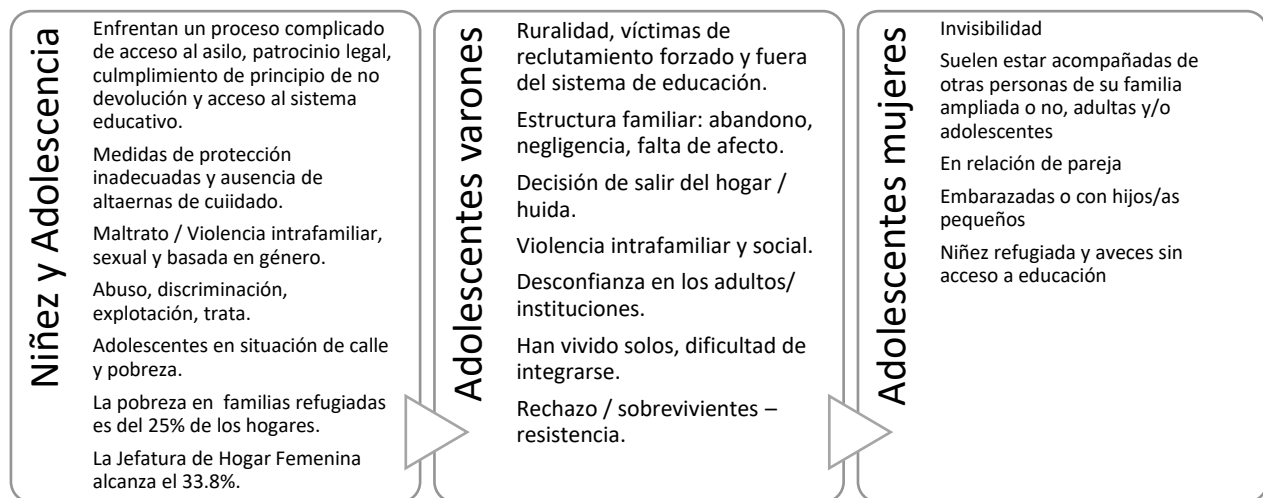 Niñez y Adolescencia
Enfrentan un proceso complicado
de acceso al asilo, patrocinio legal,
culmplimiento de principio de no
devolución y acceso al sistema
educativo.
Medidas de protección
inadecuadas y ausencia de
altaernas de cuiidado.
Maltrato / Violencia intrafamiliar,
sexual y basada en género.
Abuso, discriminación,
explotación, trata.
Adolescentes en situación de calle
y pobreza.
La pobreza en familias refugiadas
es del 25% de los hogares.
La Jefatura de Hogar Femenina
alcanza el 33.8%.
Adolescentes varones
Ruralidad, víctimas de
reclutamiento forzado y fuera
del sistema de educación.
Estructura familiar: abandono,
negligencia, falta de afecto.
Decisión de salir del hogar /
huida.
Violencia intrafamiliar y social.
Desconfianza en los adultos/
instituciones.
Han vivido solos, dificultad de
integrarse.
Rechazo / sobrevivientes –
resistencia.
Adolescentes mujeres
Invisibilidad
Suelen estar acompañadas de
otras personas de su familia
ampliada o no, adultas y/o
adolescentes
En relación de pareja
Embarazadas o con hijos/as
pequeños
Niñez refugiada y aveces sin
acceso a educación